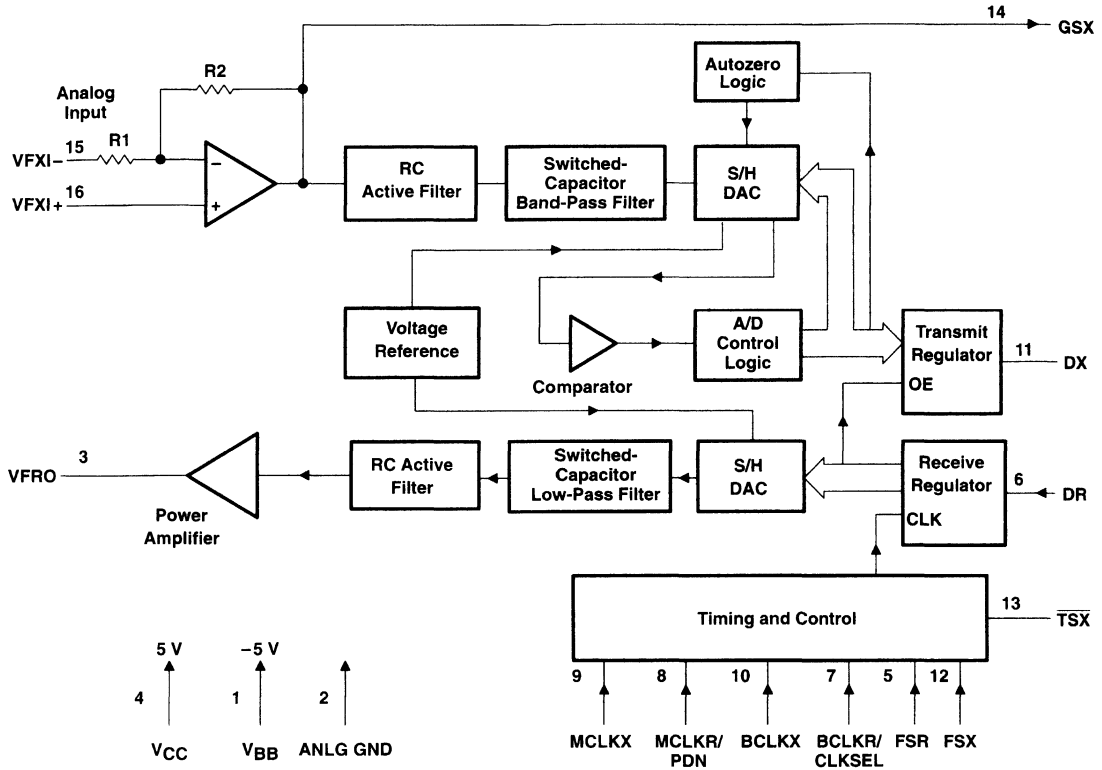 14
GSX
Autozero
Logic
R2
Analog
Input
VFXI−
15
R1
VFXI+
16
−
+
RC
Active Filter
Switched-
Capacitor
Band-Pass Filter
S/H
DAC
Voltage
Reference
Comparator
A/D
Control
Logic
Transmit
Regulator
OE
11
DX
VFRO
3
Power
Amplifier
RC Active
Filter
Switched-
Capacitor
Low-Pass Filter
S/H
DAC
Receive
Regulator
CLK
6
DR
Timing and Control
13
TSX
5 V
−5 V
4
1
2
VCC
VBB
ANLG GND
9
8
10
7
5
12
MCLKX
MCLKR/
PDN
BCLKX
BCLKR/
CLKSEL
FSR
FSX